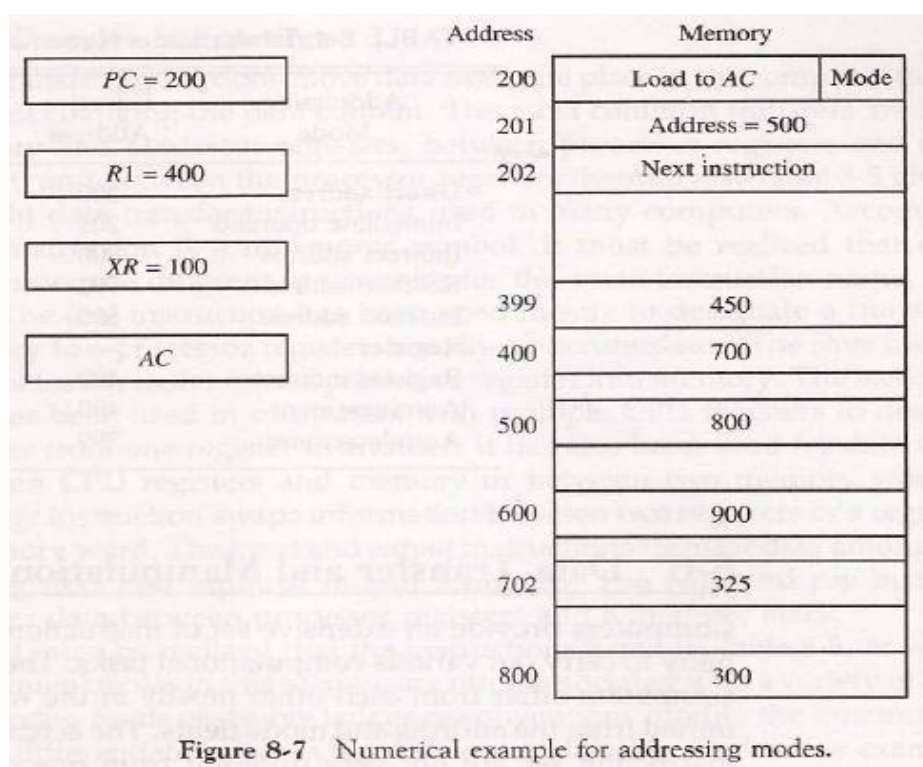 Address Memory
PC = 200
200 Load to AC Mode
201 Address = 500
R1 = 400
202 Next instruction
XR = 100
399 450
AC
400 700
500 800
600 900
702 325
800 300
Figure 8-7 Numerical example for addressing modes.